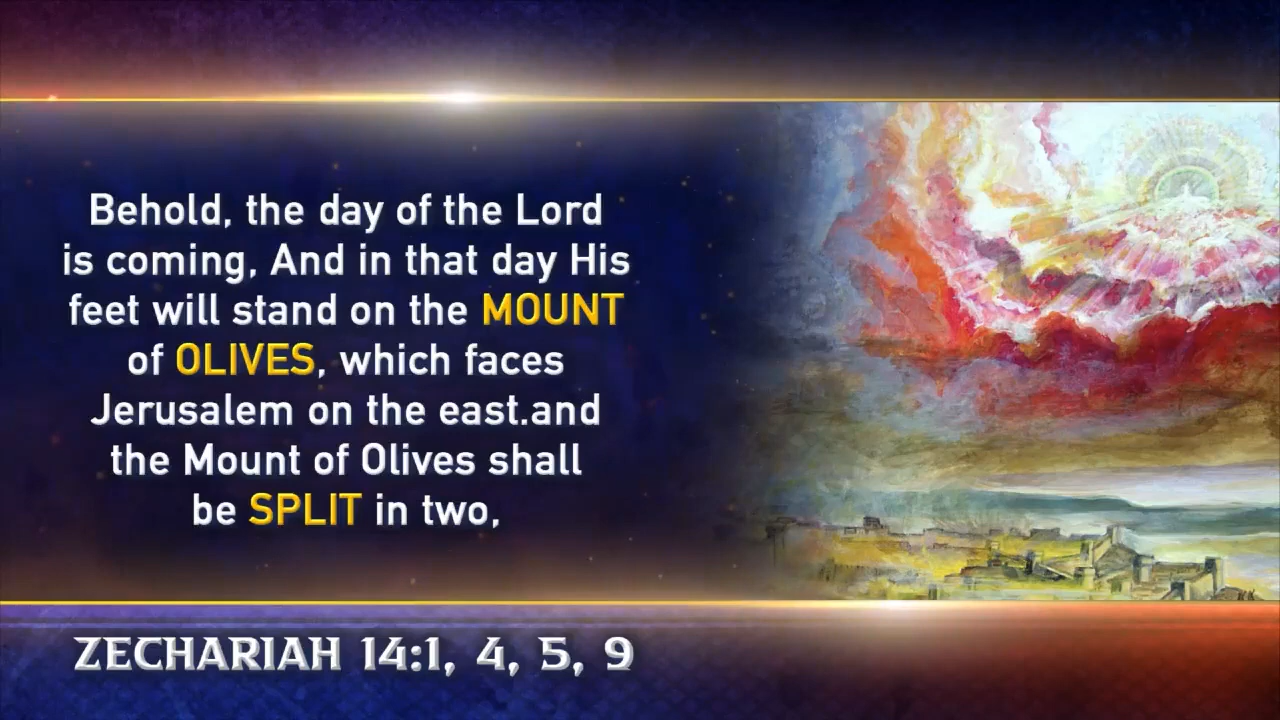 Behold, the day of the Lord
is coming, And in that day His
feet will stand on the MOUNT
of OLIVES, which faces
Jerusalem on the east.and
the Mount of Olives shall
be SPLIT in two,
ZECHARIAH 14:1, 4, 5, 9